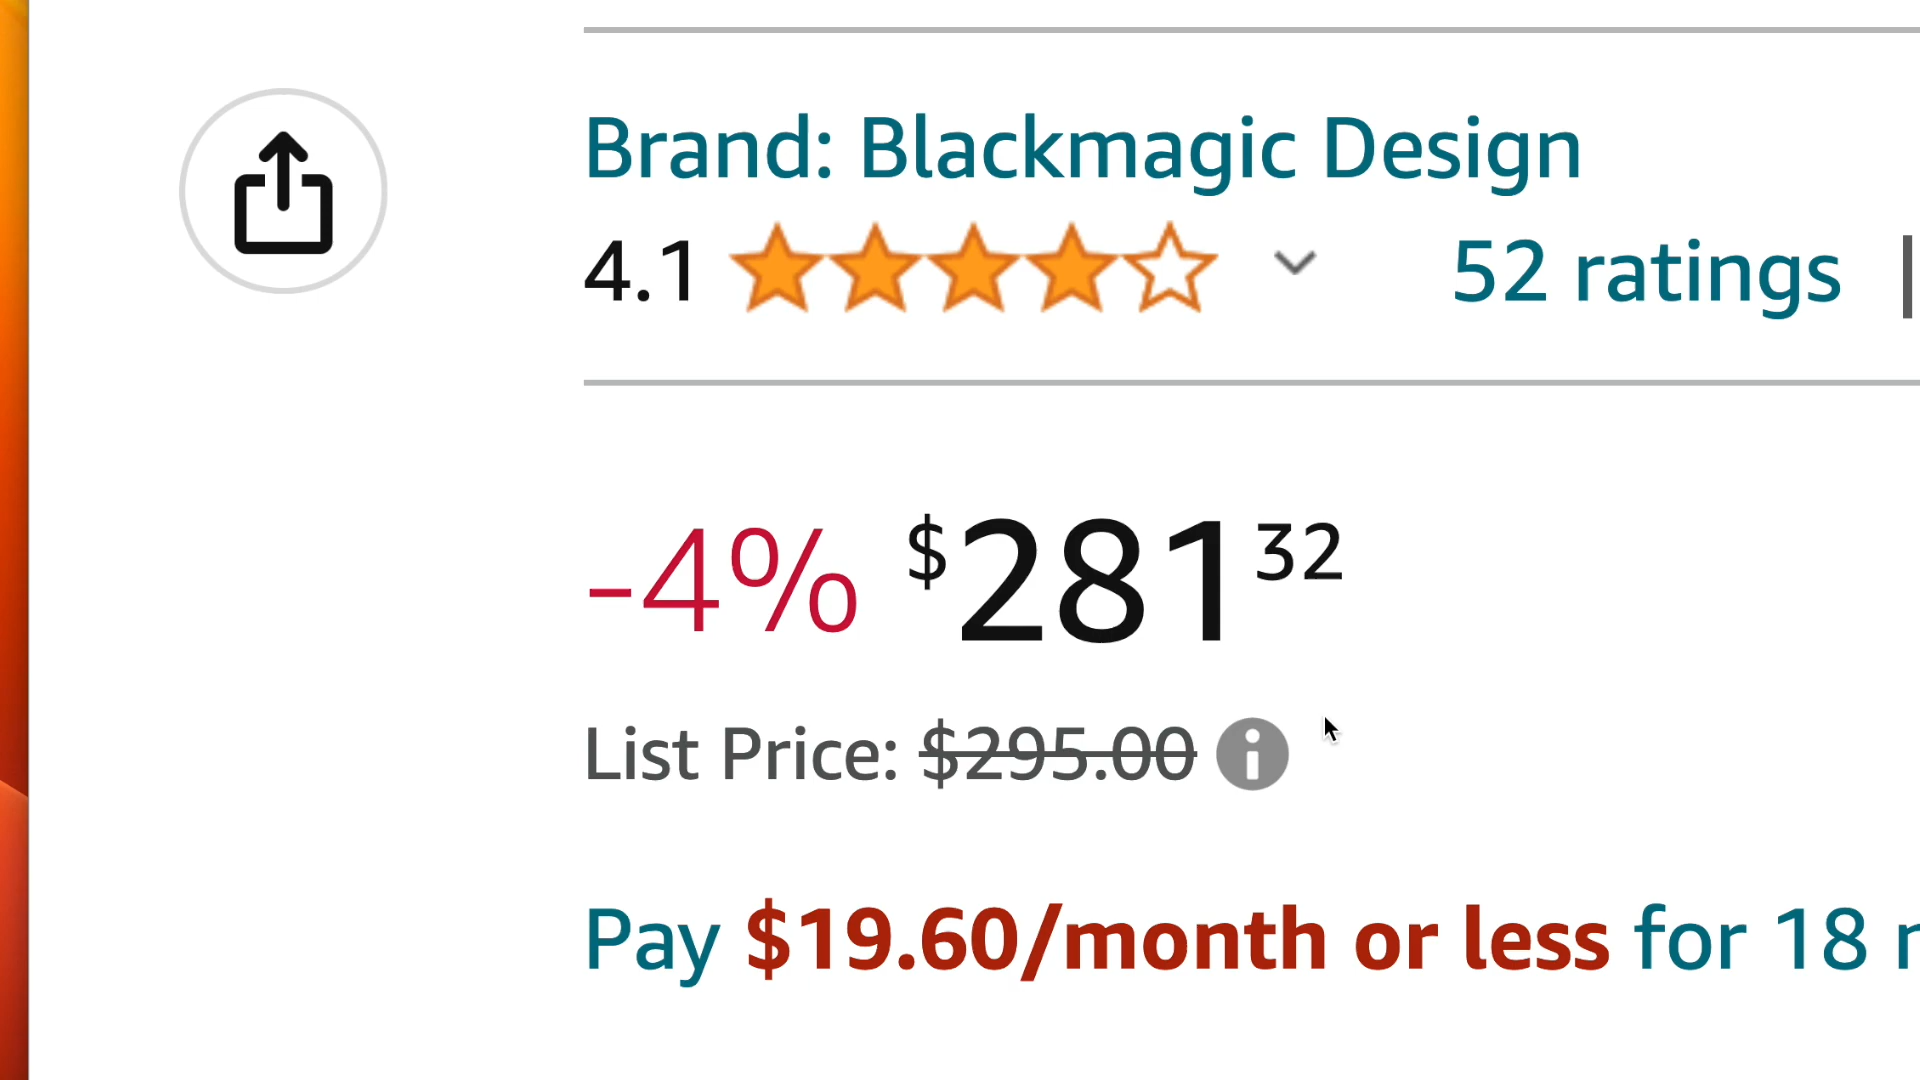 Brand: Blackmagic Design
4.1 52 ratings |
-4% $281 32
List Price: $295.00
Pay $19.60/month or less for 18